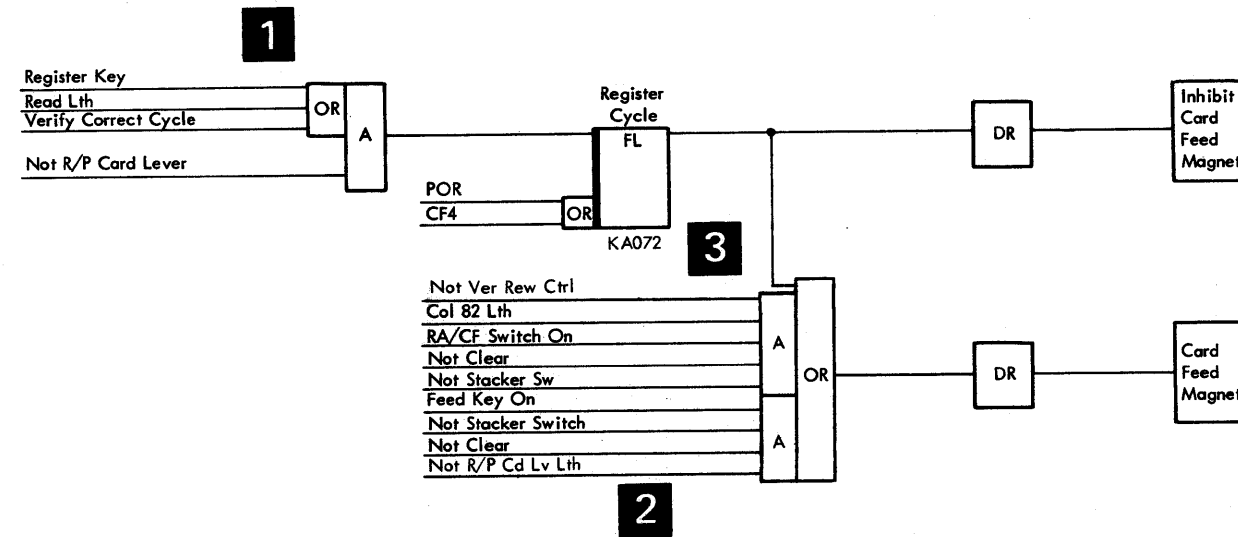 1
Register Key
Read Lth
Verify Correct Cycle
Not R/P Card Lever
OR
A
Register
Cycle
FL
POR
CF4
OR
KA072
DR
Inhibit
Card
Feed
Magnet
3
Not Ver Rew Ctrl
Col 82 Lth
RA/CF Switch On
Not Clear
Not Stacker Sw
Feed Key On
Not Stacker Switch
Not Clear
Not R/P Cd Lv Lth
A
A
OR
DR
Card
Feed
Magnet
2